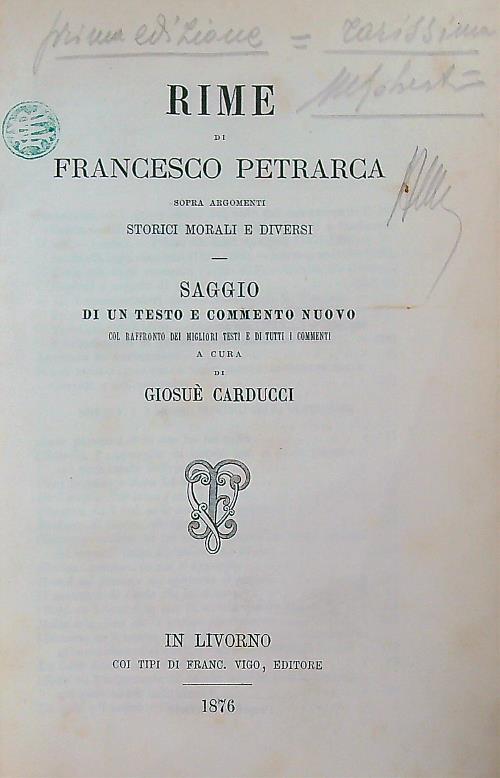 prima edizione = rarissima
RIME
DI
FRANCESCO PETRARCA
SOPRA ARGOMENTI
STORICI MORALI E DIVERSI
SAGGIO
DI UN TESTO E COMMENTO NUOVO
COL RAFFRONTO DEI MIGLIORI TESTI E DI TUTTI I COMMENTI
A CURA
DI
GIOSUÈ CARDUCCI
IN LIVORNO
COI TIPI DI FRANC. VIGO, EDITORE
1876